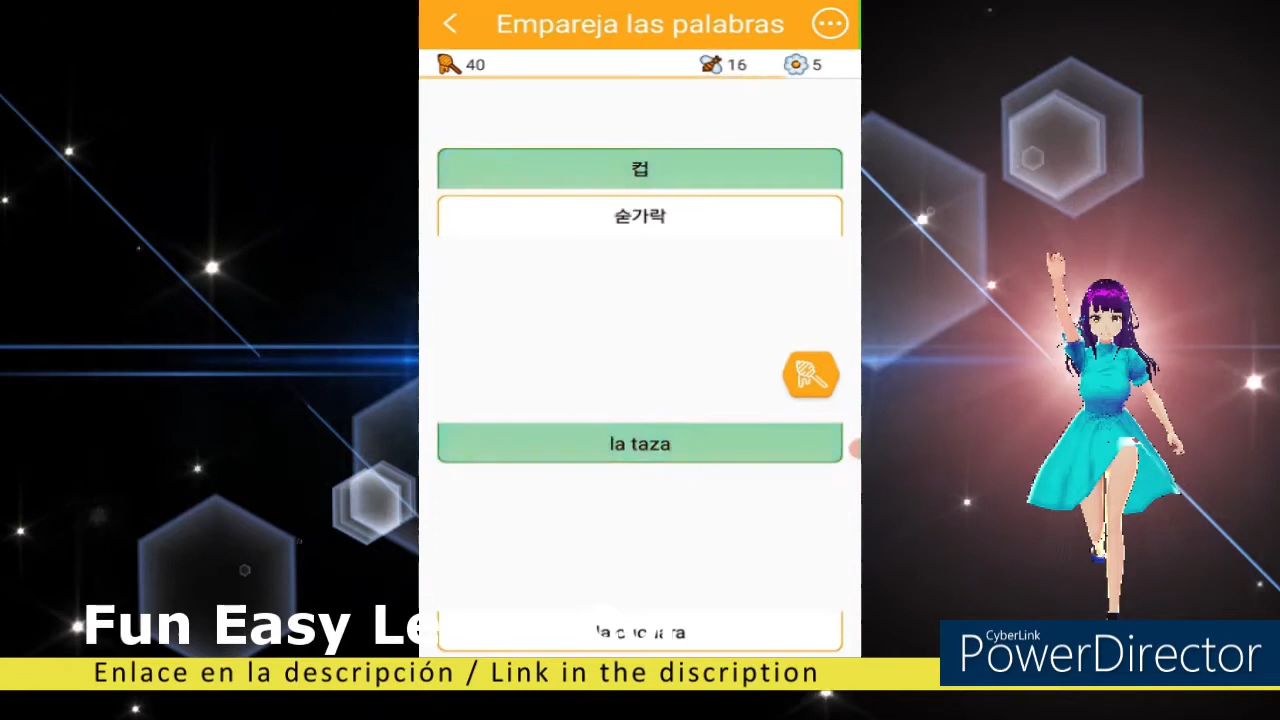 Empareja las palabras
40
16
5
컵
숟가락
la taza
la
Fun Easy
Enlace en la descripción / Link in the discription
CyberLink
PowerDirector